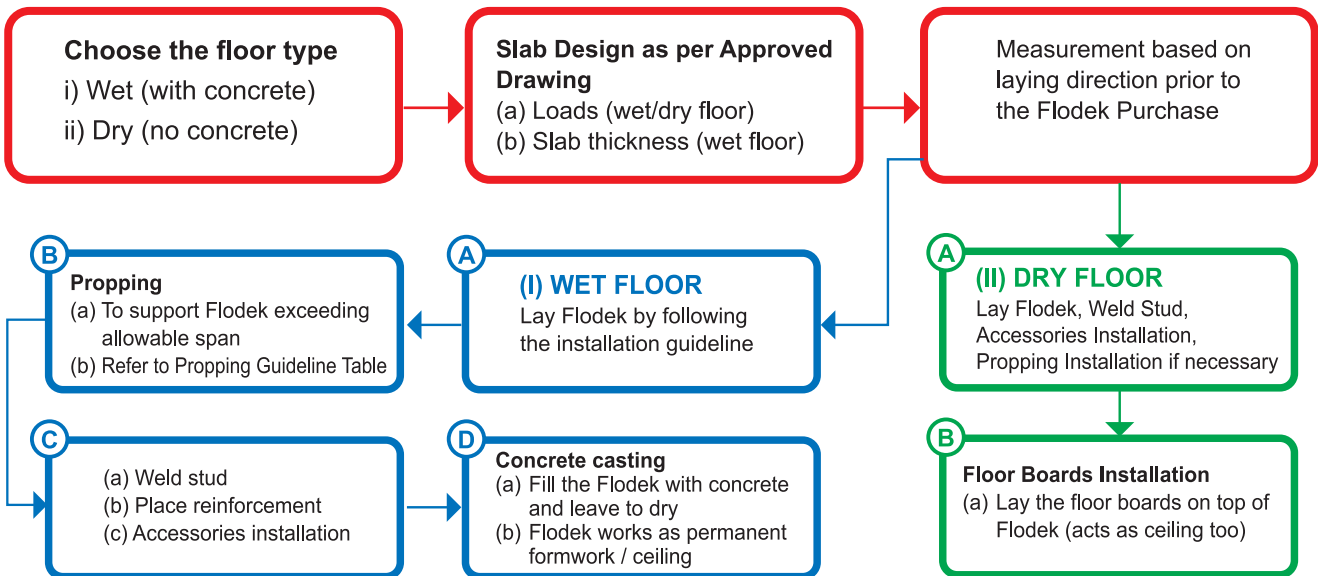 Choose the floor type
i) Wet (with concrete)
ii) Dry (no concrete)
Slab Design as per Approved
Drawing
(a) Loads (wet/dry floor)
(b) Slab thickness (wet floor)
Measurement based on
laying direction prior to
the Flodek Purchase
A
(I) WET FLOOR
Lay Flodek by following
the installation guideline
B
Propping
(a) To support Flodek exceeding
allowable span
(b) Refer to Propping Guideline Table
C
(a) Weld stud
(b) Place reinforcement
(c) Accessories installation
D
Concrete casting
(a) Fill the Flodek with concrete
and leave to dry
(b) Flodek works as permanent
formwork / ceiling
A
(II) DRY FLOOR
Lay Flodek, Weld Stud,
Accessories Installation,
Propping Installation if necessary
B
Floor Boards Installation
(a) Lay the floor boards on top of
Flodek (acts as ceiling too)